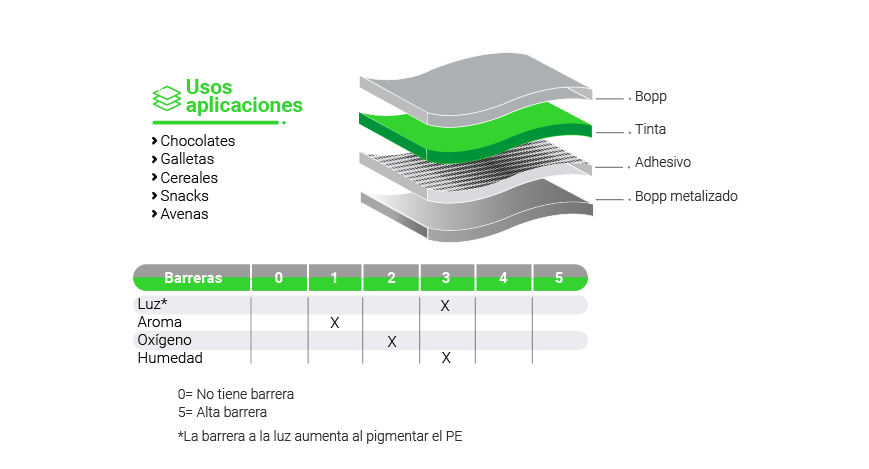 Usos
aplicaciones
Chocolates
Galletas
Cereales
Snacks
Avenas
Bopp
Tinta
Adhesivo
Bopp metalizado
Barreras 0 1 2 3 4 5
Luz* X
Aroma X
Oxígeno X
Humedad X
0= No tiene barrera
5= Alta barrera
*La barrera a la luz aumenta al pigmentar el PE